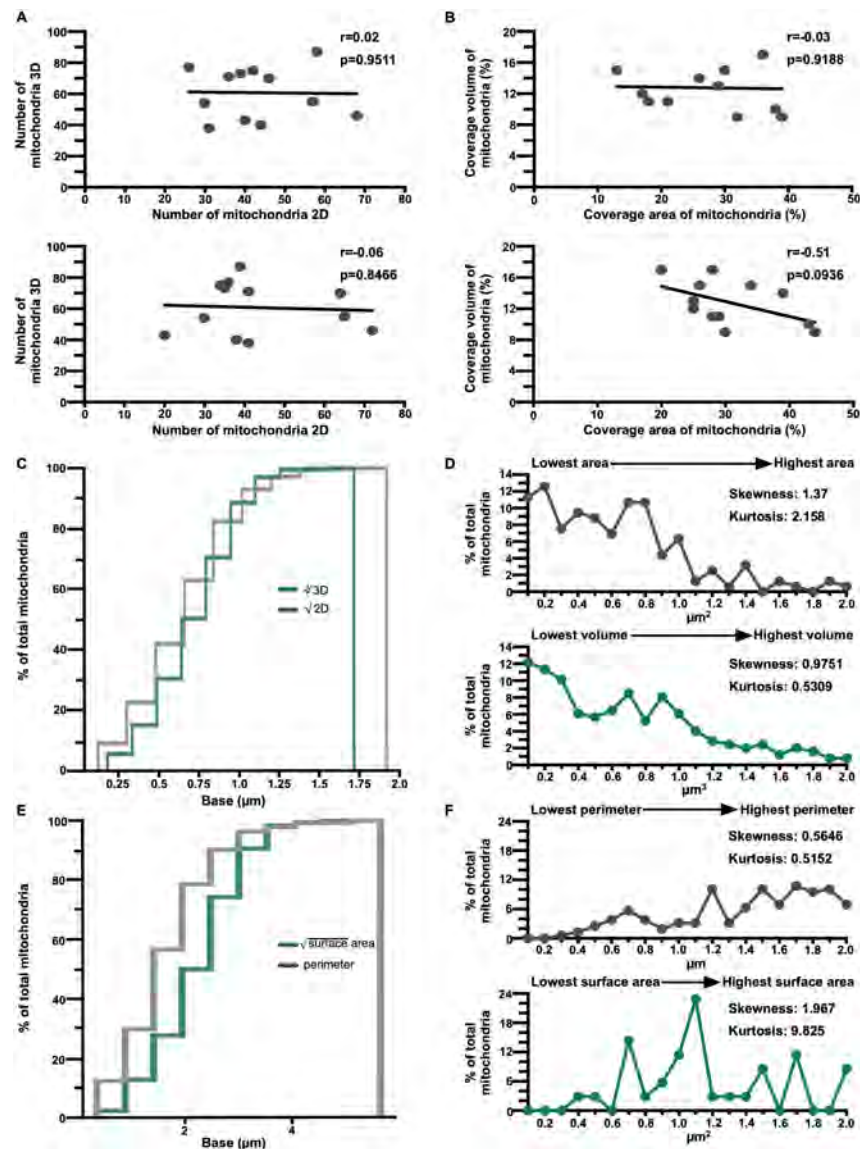 A
r=0.02
p=0.9511
Number of
mitochondria 3D
100
80
60
40
20
0
0 10 20 30 40 50 60 70 80
Number of mitochondria 2D
B
r=-0.03
p=0.9188
Coverage volume of
mitochondria (%)
20
16
12
8
4
0
0 10 20 30 40 50
Coverage area of mitochondria (%)
r=-0.06
p=0.8466
Number of
mitochondria 3D
100
80
60
40
20
0
0 10 20 30 40 50 60 70 80
Number of mitochondria 2D
r=-0.51
p=0.0936
Coverage volume of
mitochondria (%)
20
16
12
8
4
0
0 10 20 30 40 50
Coverage area of mitochondria (%)
C
% of total mitochondria
100
80
60
40
20
0
∛3D
√2D
0.25 0.50 0.75 1.0 1.25 1.75 2.0
Base (µm)
D
Lowest area Highest area
Skewness: 1.37
Kurtosis: 2.158
% of total
mitochondria
14
12
10
8
6
4
2
0
0.2 0.4 0.6 0.8 1.0 1.2 1.4 1.6 1.8 2.0
µm²
Lowest volume Highest volume
Skewness: 0.9751
Kurtosis: 0.5309
% of total
mitochondria
14
12
10
8
6
4
2
0
0.2 0.4 0.6 0.8 1.0 1.2 1.4 1.6 1.8 2.0
µm³
E
% of total mitochondria
100
80
60
40
20
0
√surface area
perimeter
2 4
Base (µm)
F
Lowest perimeter Highest perimeter
Skewness: 0.5646
Kurtosis: 0.5152
% of total
mitochondria
24
18
12
6
0
0.2 0.4 0.6 0.8 1.0 1.2 1.4 1.6 1.8 2.0
µm
Lowest surface area Highest surface area
Skewness: 1.967
Kurtosis: 9.825
% of total
mitochondria
24
18
12
6
0
0.2 0.4 0.6 0.8 1.0 1.2 1.4 1.6 1.8 2.0
µm²